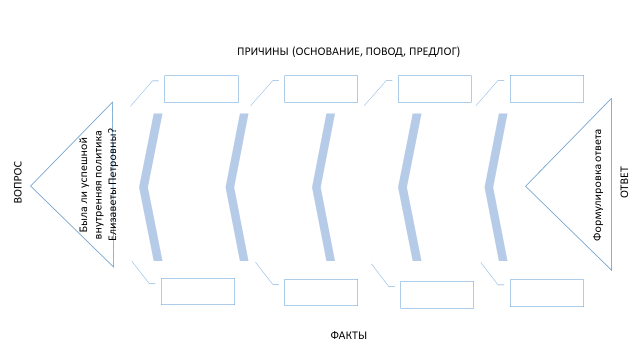 ПРИЧИНЫ (ОСНОВАНИЕ, ПОВОД, ПРЕДЛОГ)
ВОПРОС
Была ли успешной
внутренняя политика
Елизаветы Петровны?
Формулировка ответа
ОТВЕТ
ФАКТЫ